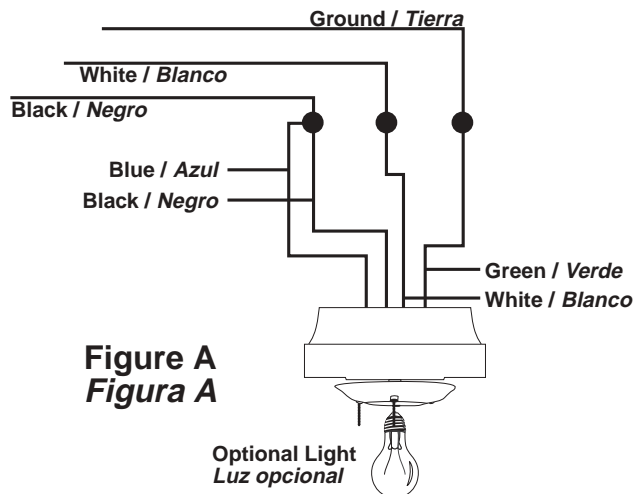 Ground / Tierra
White / Blanco
Black / Negro
Blue / Azul
Black / Negro
Green / Verde
White / Blanco
Figure A
Figura A
Optional Light
Luz opcional